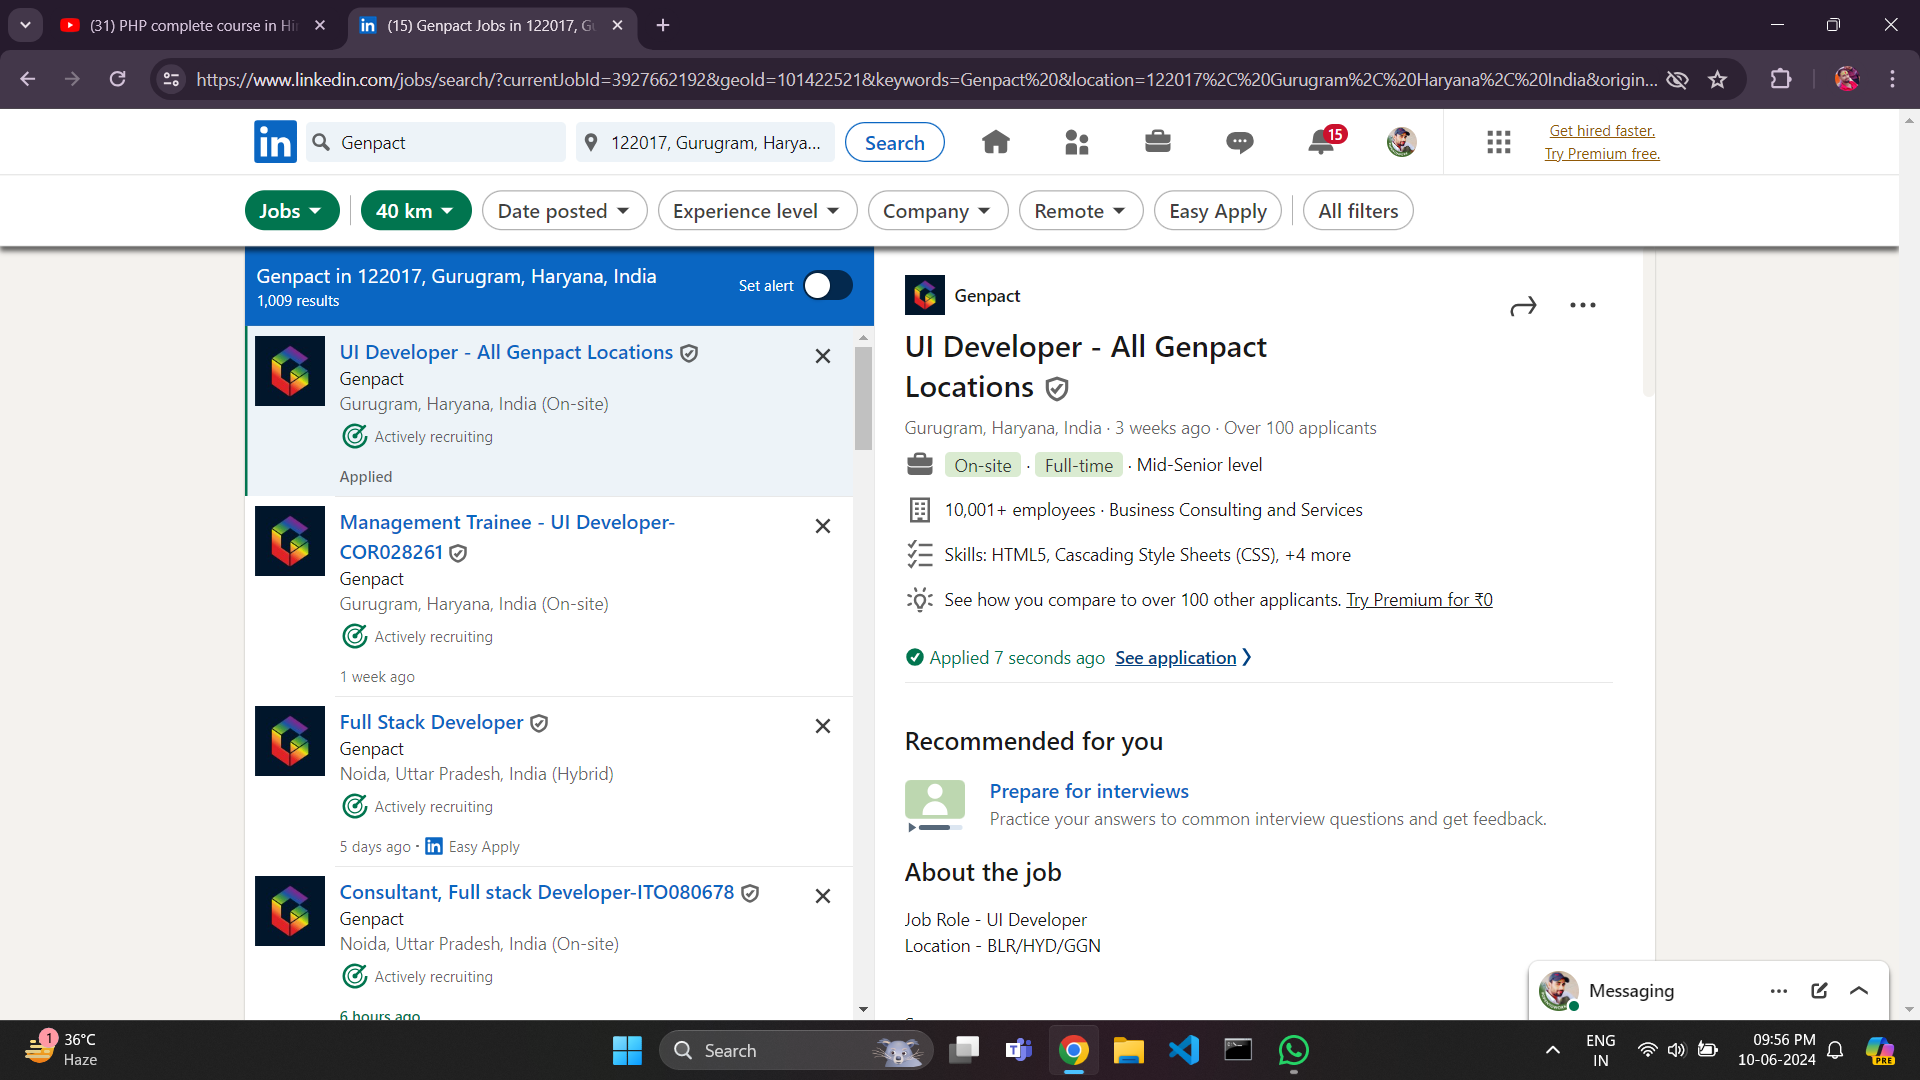 (31) PHP complete course in Hi
(15) Genpact Jobs in 122017, Gu
https://www.linkedin.com/jobs/search/?currentJobId=3927662192&geoId=101422521&keywords=Genpact%20&location=122017%2C%20Gurugram%2C%20Haryana%2C%20India&origin...
in
Genpact
122017, Gurugram, Harya...
Search
15
Get hired faster.
Try Premium free.
Jobs
40 km
Date posted
Experience level
Company
Remote
Easy Apply
All filters
Genpact in 122017, Gurugram, Haryana, India
1,009 results
Set alert
UI Developer - All Genpact Locations
Genpact
Gurugram, Haryana, India (On-site)
Actively recruiting
Applied
Management Trainee - UI Developer-
COR028261
Genpact
Gurugram, Haryana, India (On-site)
Actively recruiting
1 week ago
Full Stack Developer
Genpact
Noida, Uttar Pradesh, India (Hybrid)
Actively recruiting
5 days ago · in Easy Apply
Consultant, Full stack Developer-ITO080678
Genpact
Noida, Uttar Pradesh, India (On-site)
Actively recruiting
6 hours ago
Genpact
UI Developer - All Genpact
Locations
Gurugram, Haryana, India · 3 weeks ago · Over 100 applicants
On-site · Full-time · Mid-Senior level
10,001+ employees · Business Consulting and Services
Skills: HTML5, Cascading Style Sheets (CSS), +4 more
See how you compare to over 100 other applicants. Try Premium for ₹0
Applied 7 seconds ago See application
Recommended for you
Prepare for interviews
Practice your answers to common interview questions and get feedback.
About the job
Job Role - UI Developer
Location - BLR/HYD/GGN
Messaging
1
36°C
Haze
Search
ENG
IN
09:56 PM
10-06-2024
PRE